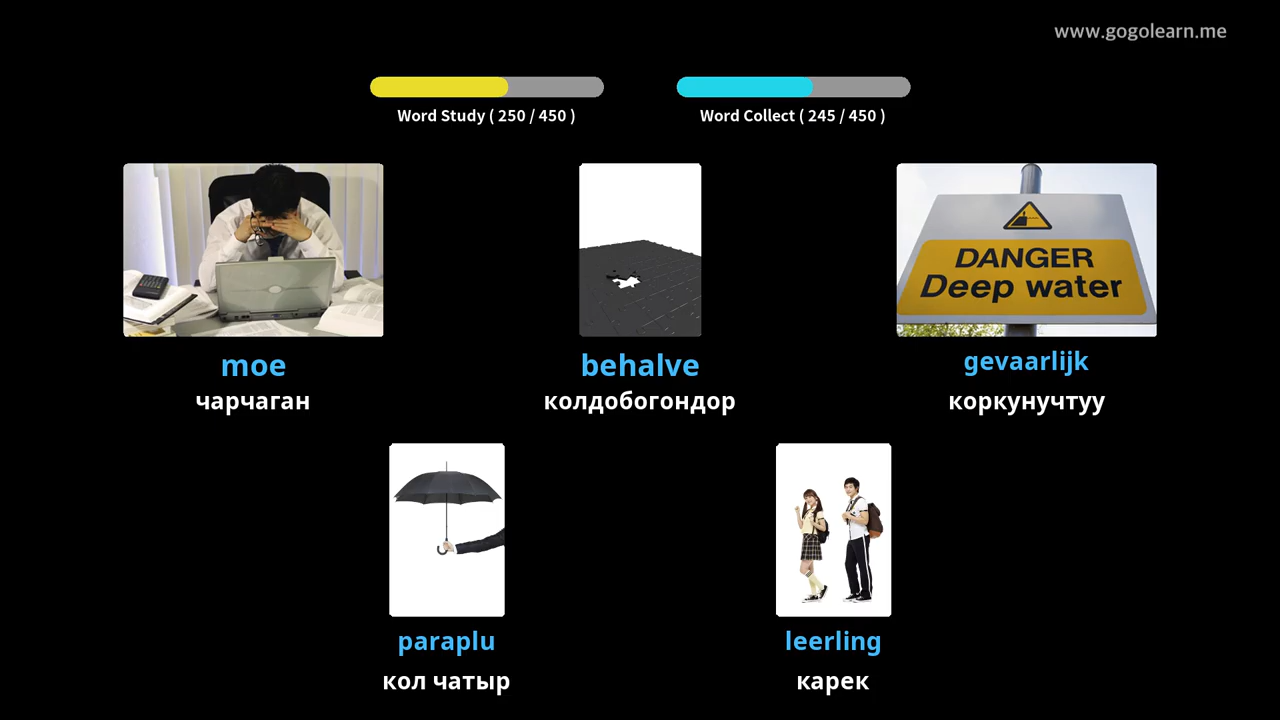 www.gogolearn.me
Word Study ( 250 / 450 )
Word Collect ( 245 / 450 )
DANGER
Deep water
moe
чарчаган
behalve
колдобогондор
gevaarlijk
коркунучтуу
paraplu
кол чатыр
leerling
карек